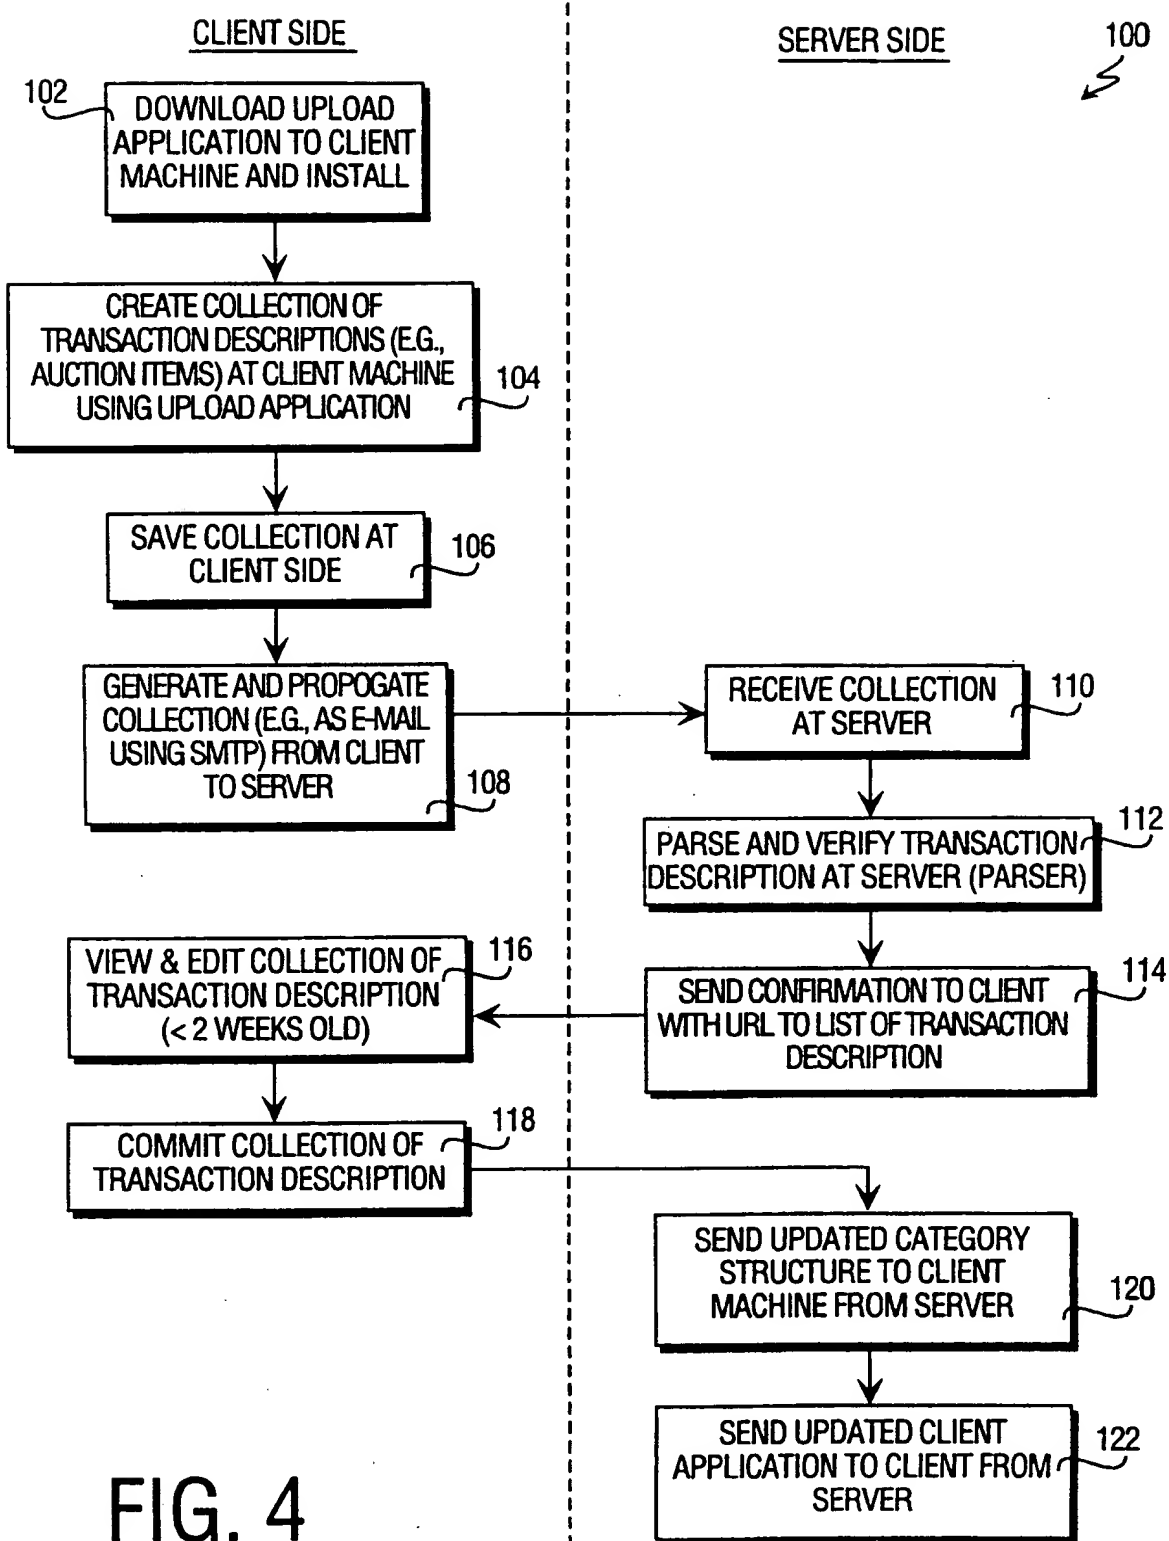 CLIENT SIDE
SERVER SIDE
100
102
DOWNLOAD UPLOAD
APPLICATION TO CLIENT
MACHINE AND INSTALL
CREATE COLLECTION OF
TRANSACTION DESCRIPTIONS (E.G.,
AUCTION ITEMS) AT CLIENT MACHINE
USING UPLOAD APPLICATION
104
SAVE COLLECTION AT
CLIENT SIDE
106
GENERATE AND PROPOGATE
COLLECTION (E.G., AS E-MAIL
USING SMTP) FROM CLIENT
TO SERVER
108
RECEIVE COLLECTION
AT SERVER
110
PARSE AND VERIFY TRANSACTION
DESCRIPTION AT SERVER (PARSER)
112
SEND CONFIRMATION TO CLIENT
WITH URL TO LIST OF TRANSACTION
DESCRIPTION
114
VIEW & EDIT COLLECTION OF
TRANSACTION DESCRIPTION
(< 2 WEEKS OLD)
116
COMMIT COLLECTION OF
TRANSACTION DESCRIPTION
118
SEND UPDATED CATEGORY
STRUCTURE TO CLIENT
MACHINE FROM SERVER
120
SEND UPDATED CLIENT
APPLICATION TO CLIENT FROM
SERVER
122
FIG. 4